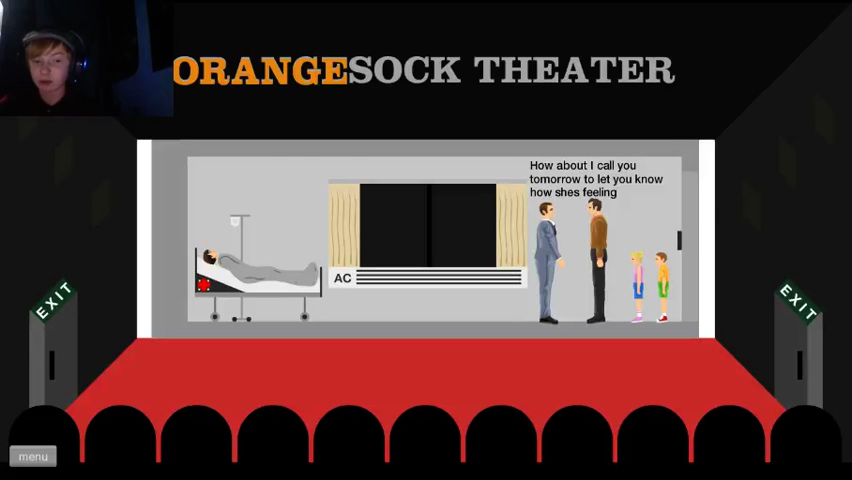 ORANGESOCK THEATER
How about I call you
tomorrow to let you know
how shes feeling
AC
EXIT
EXIT
menu